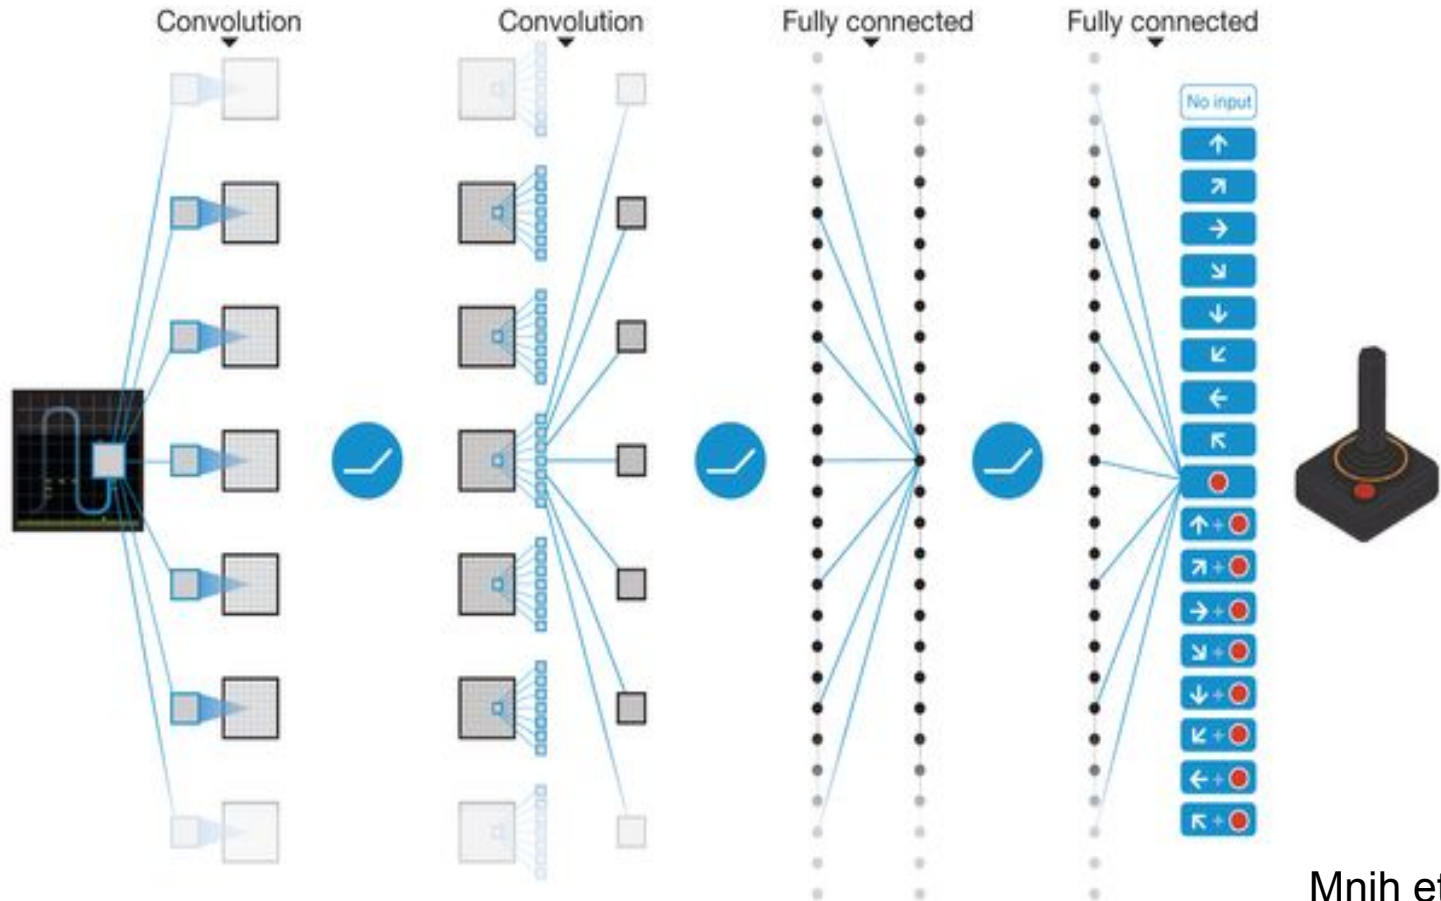 Convolution
Convolution
Fully connected
Fully connected
No input
Mnih et